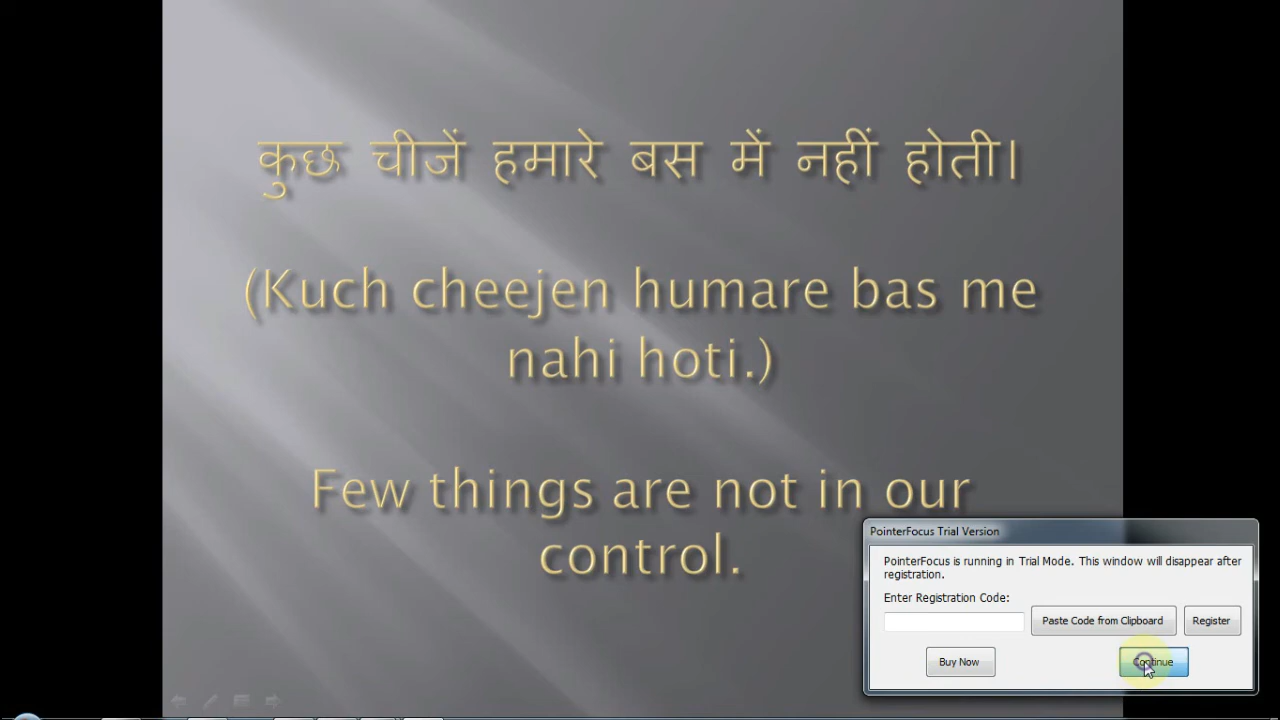 कुछ चीजें हमारे बस में नहीं होती।
(Kuch cheejen humare bas me
nahi hoti.)
Few things are not in our
control.
PointerFocus Trial Version
PointerFocus is running in Trial Mode. This window will disappear after
registration.
Enter Registration Code:
Paste Code from Clipboard
Register
Buy Now
Continue